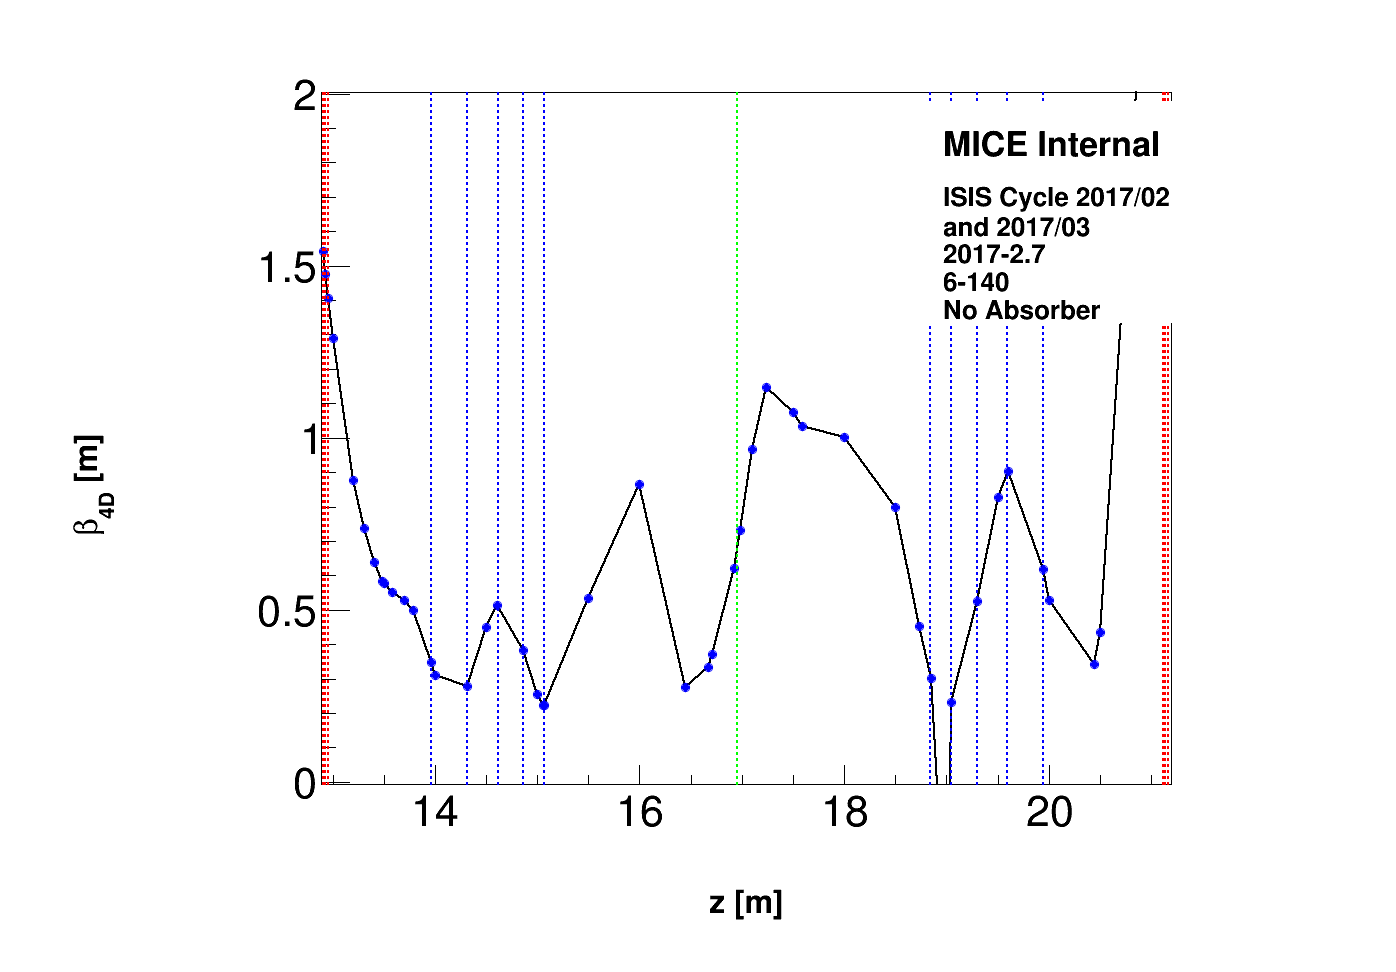 2
1.5
1
0.5
0
β4D [m]
14 16 18 20
z [m]
MICE Internal
ISIS Cycle 2017/02
and 2017/03
2017-2.7
6-140
No Absorber